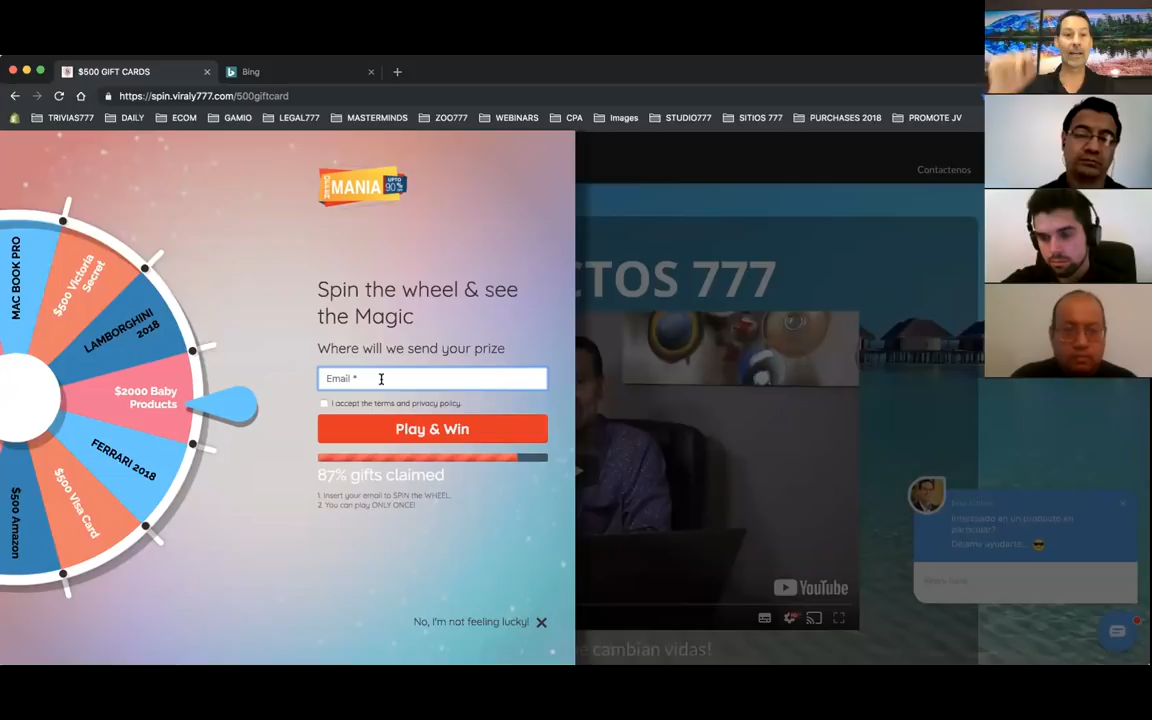 $500 GIFT CARDS
Bing
https://spin.viraly777.com/500giftcard
TRIVIAS777 DAILY ECOM GAMIO LEGAL777 MASTERMINDS ZOO777 WEBINARS CPA Images STUDIO777 SITIOS 777 PURCHASES 2018 PROMOTE JV
Contactenos
MANIA
UPTO
90%
MAC BOOK PRO
$500 Victoria
Secret
LAMBORGHINI
2018
$2000 Baby
Products
FERRARI 2018
$500 Visa Card
$500 Amazon
Spin the wheel & see
the Magic
Where will we send your prize
Email *
I accept the terms and privacy policy.
Play & Win
87% gifts claimed
1. Insert your email to SPIN the WHEEL.
2. You can play ONLY ONCE!
No, I'm not feeling lucky!
CTOS 777
YouTube
e cambian vidas!
Interesado en un producto en
particular?
Dejame ayudarte...